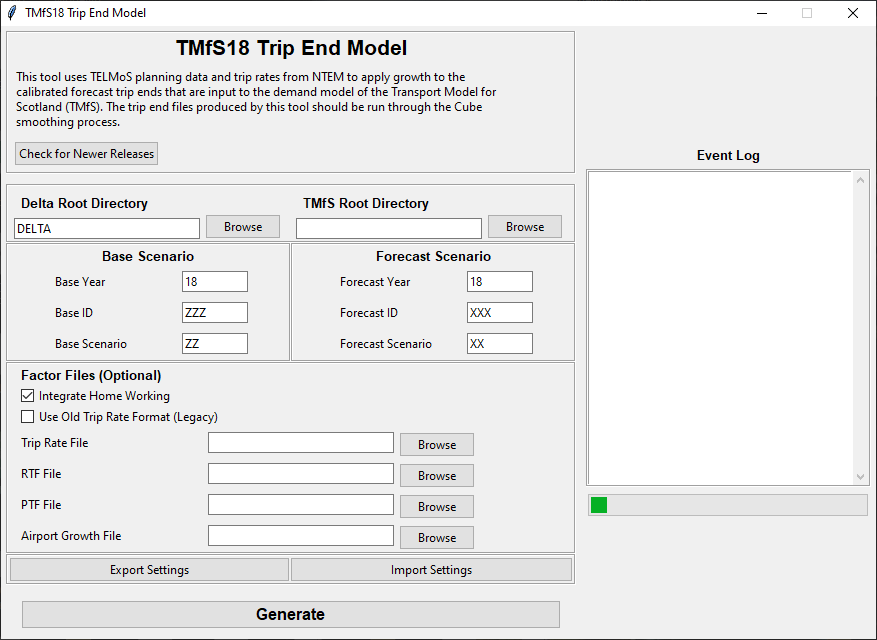 TMfS18 Trip End Model
TMfS18 Trip End Model
This tool uses TELMoS planning data and trip rates from NTEM to apply growth to the
calibrated forecast trip ends that are input to the demand model of the Transport Model for
Scotland (TMfS). The trip end files produced by this tool should be run through the Cube
smoothing process.
Check for Newer Releases
Delta Root Directory
TMfS Root Directory
DELTA
Browse
Browse
Base Scenario
Base Year
18
Base ID
ZZZ
Base Scenario
ZZ
Forecast Scenario
Forecast Year
18
Forecast ID
XXX
Forecast Scenario
XX
Factor Files (Optional)
Integrate Home Working
Use Old Trip Rate Format (Legacy)
Trip Rate File
Browse
RTF File
Browse
PTF File
Browse
Airport Growth File
Browse
Export Settings
Import Settings
Generate
Event Log